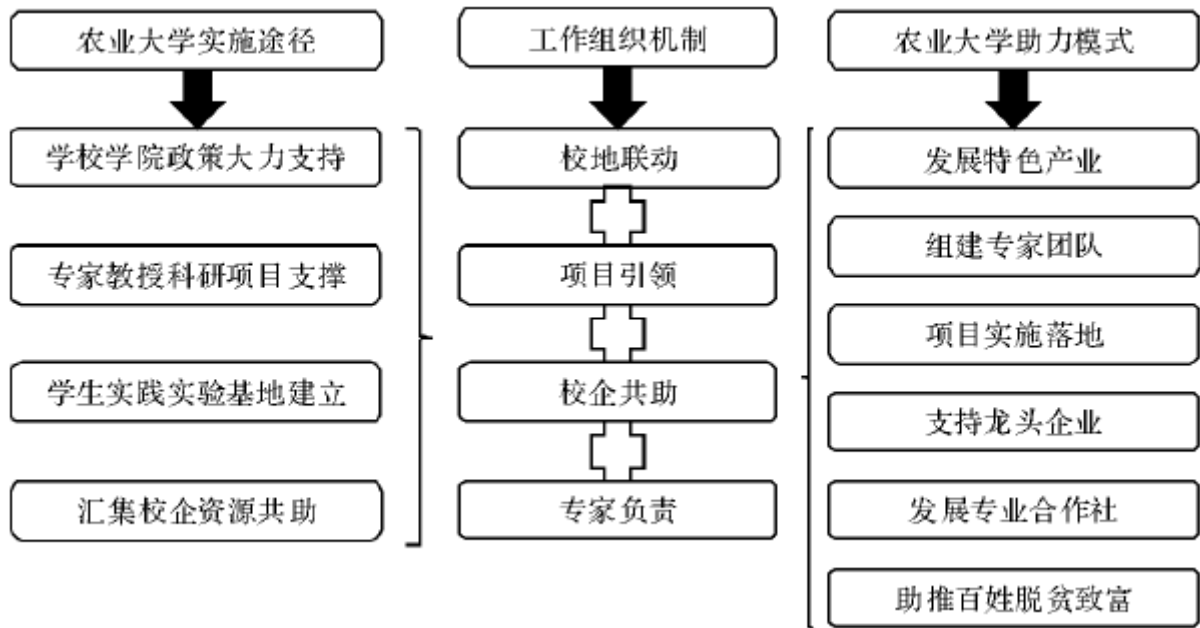 农业大学实施途径
学校学院政策大力支持
专家教授科研项目支撑
学生实践实验基地建立
汇集校企资源共助
工作组织机制
校地联动
项目引领
校企共助
专家负责
农业大学助力模式
发展特色产业
组建专家团队
项目实施落地
支持龙头企业
发展专业合作社
助推百姓脱贫致富